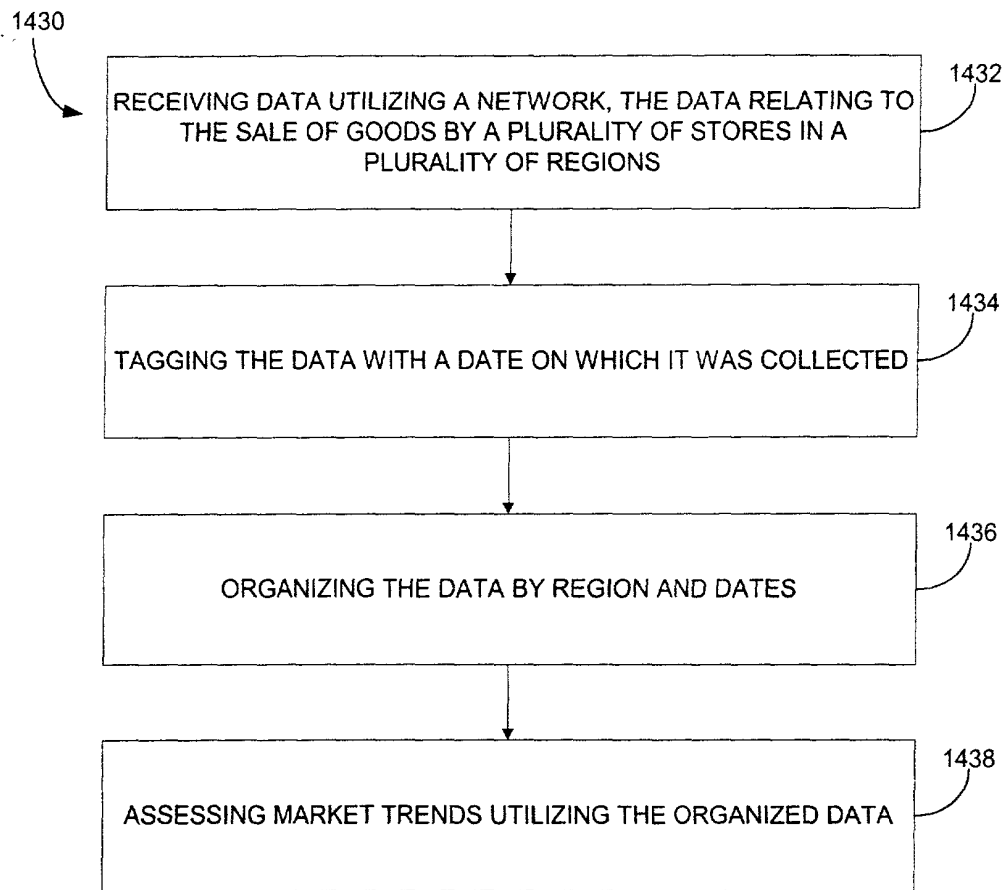 1430
1432
RECEIVING DATA UTILIZING A NETWORK, THE DATA RELATING TO
THE SALE OF GOODS BY A PLURALITY OF STORES IN A
PLURALITY OF REGIONS
1434
TAGGING THE DATA WITH A DATE ON WHICH IT WAS COLLECTED
1436
ORGANIZING THE DATA BY REGION AND DATES
1438
ASSESSING MARKET TRENDS UTILIZING THE ORGANIZED DATA